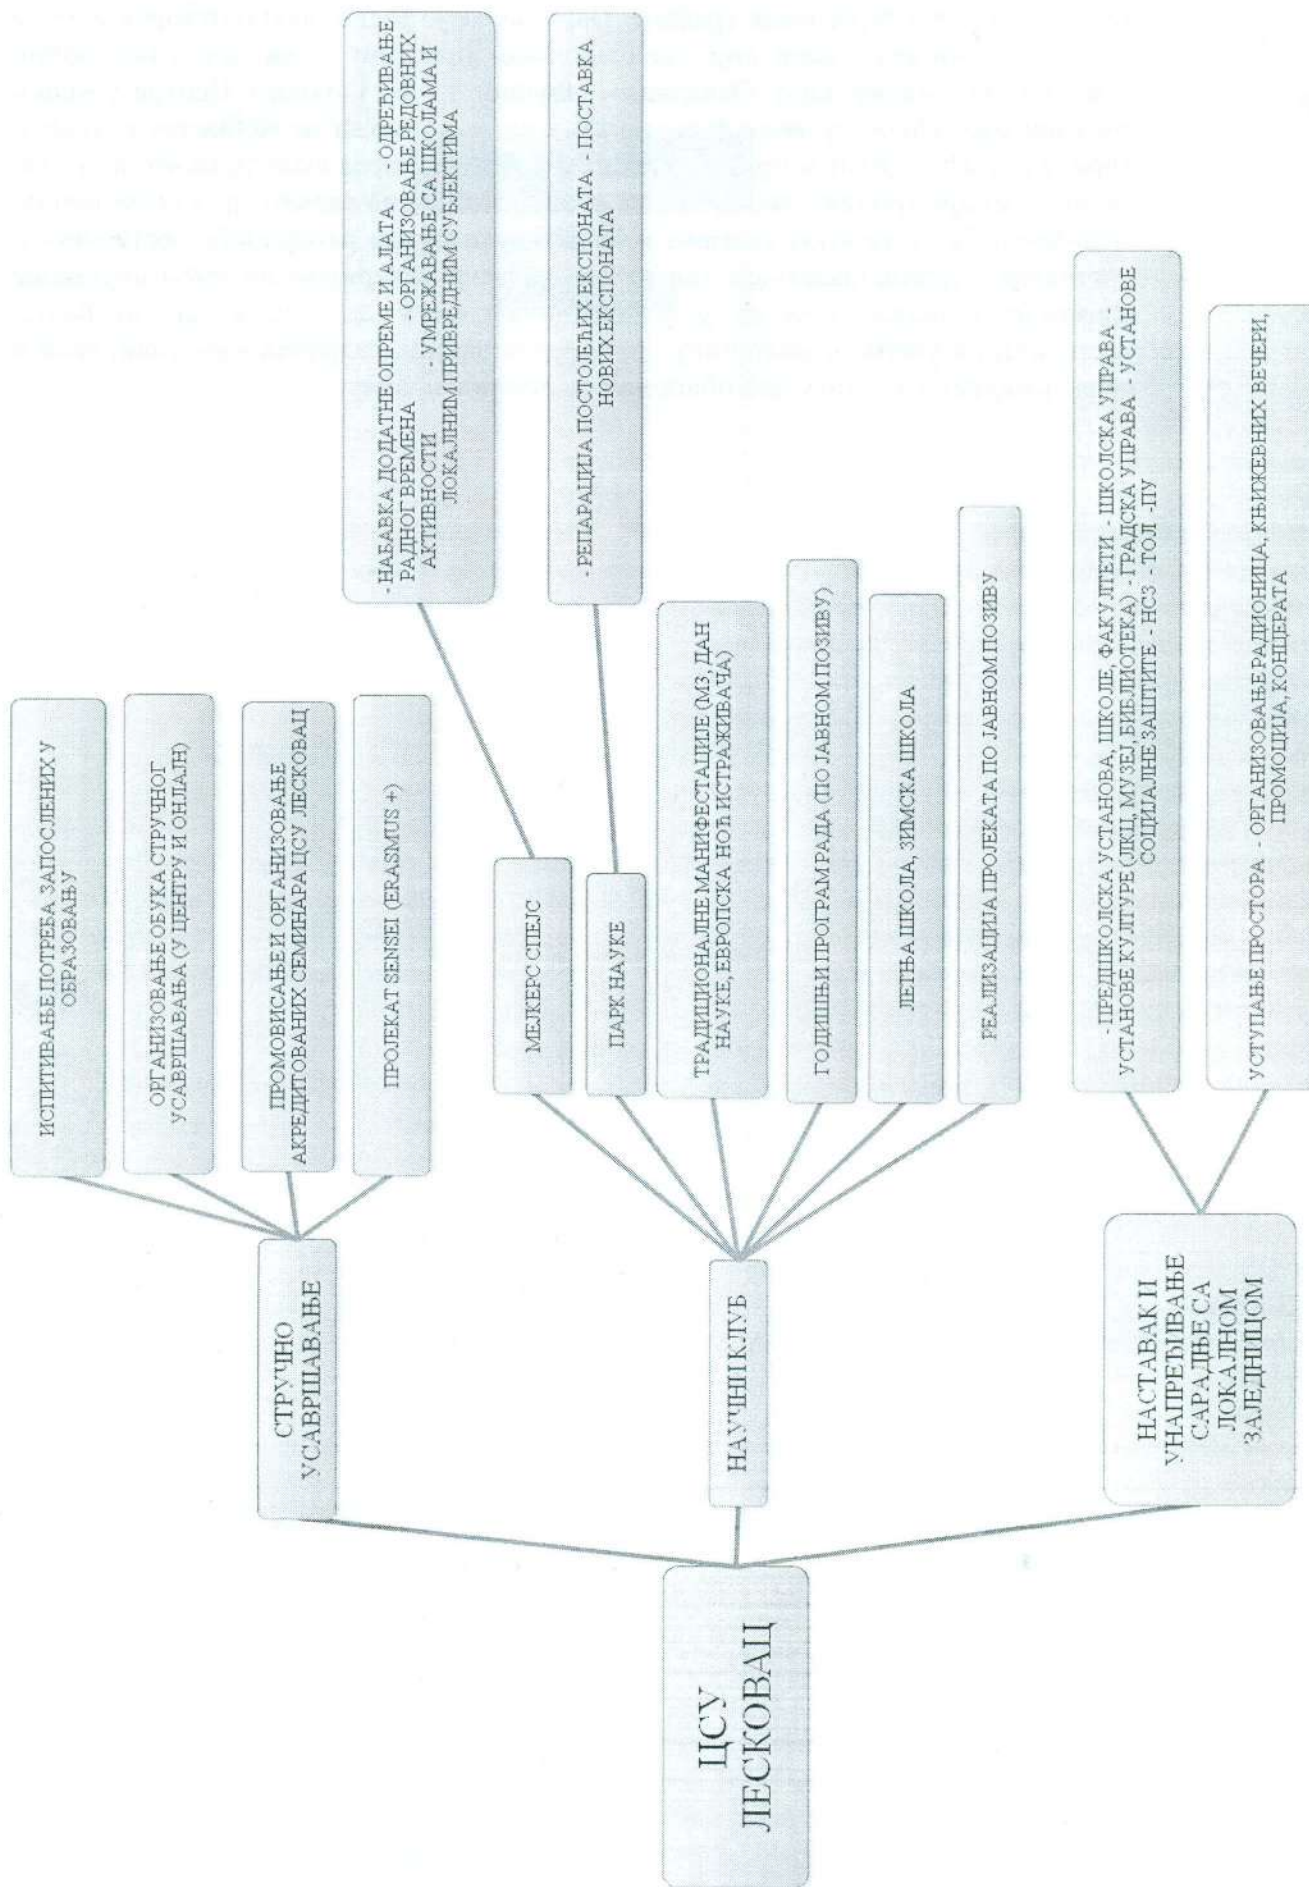 ЦСУ
ЛЕСКОВАЦ
СТРУЧНО
УСАВРШАВАЊЕ
ИСПИТИВАЊЕ ПОТРЕБА ЗАПОСЛЕНИХ У
ОБРАЗОВАЊУ
ОРГАНИЗОВАЊЕ ОБУКА СТРУЧНОГ
УСАВРШАВАЊА (У ЦЕНТРУ И ОНЛАЈН)
ПРОМОВИСАЊЕ И ОРГАНИЗОВАЊЕ
АКРЕДИТОВАНИХ СЕМИНАРА ЦСУ ЛЕСКОВАЦ
ПРОЈЕКАТ SENSEI (ERASMUS +)
НАУЧНИ КЛУБ
МЕЈКЕРС СПЕЈС
- НАБАВКА ДОДАТНЕ ОПРЕМЕ И АЛАТА - ОДРЕЂИВАЊЕ
РАДНОГ ВРЕМЕНА - ОРГАНИЗОВАЊЕ РЕДОВНИХ
АКТИВНОСТИ - УМРЕЖАВАЊЕ СА ШКОЛАМА И
ЛОКАЛНИМ ПРИВРЕДНИМ СУБЈЕКТИМА
ПАРК НАУКЕ
- РЕПАРАЦИЈА ПОСТОЈЕЋИХ ЕКСПОНАТА - ПОСТАВКА
НОВИХ ЕКСПОНАТА
ТРАДИЦИОНАЛНЕ МАНИФЕСТАЦИЈЕ (М3, ДАН
НАУКЕ, ЕВРОПСКА НОЋ ИСТРАЖИВАЧА)
ГОДИШЊИ ПРОГРАМ РАДА (ПО ЈАВНОМ ПОЗИВУ)
ЛЕТЊА ШКОЛА, ЗИМСКА ШКОЛА
РЕАЛИЗАЦИЈА ПРОЈЕКАТА ПО ЈАВНОМ ПОЗИВУ
НАСТАВАК И
УНАПРЕЂИВАЊЕ
САРАДЊЕ СА
ЛОКАЛНОМ
ЗАЈЕДНИЦОМ
- ПРЕДШКОЛСКА УСТАНОВА, ШКОЛЕ, ФАКУЛТЕТИ - ШКОЛСКА УПРАВА -
УСТАНОВЕ КУЛТУРЕ (ЛКЦ, МУЗЕЈ, БИБЛИОТЕКА) - ГРАДСКА УПРАВА - УСТАНОВЕ
СОЦИЈАЛНЕ ЗАШТИТЕ - НСЗ - ТОЛ - ПУ
УСТУПАЊЕ ПРОСТОРА - ОРГАНИЗОВАЊЕ РАДИОНИЦА, КЊИЖЕВНИХ ВЕЧЕРИ,
ПРОМОЦИЈА, КОНЦЕРАТА